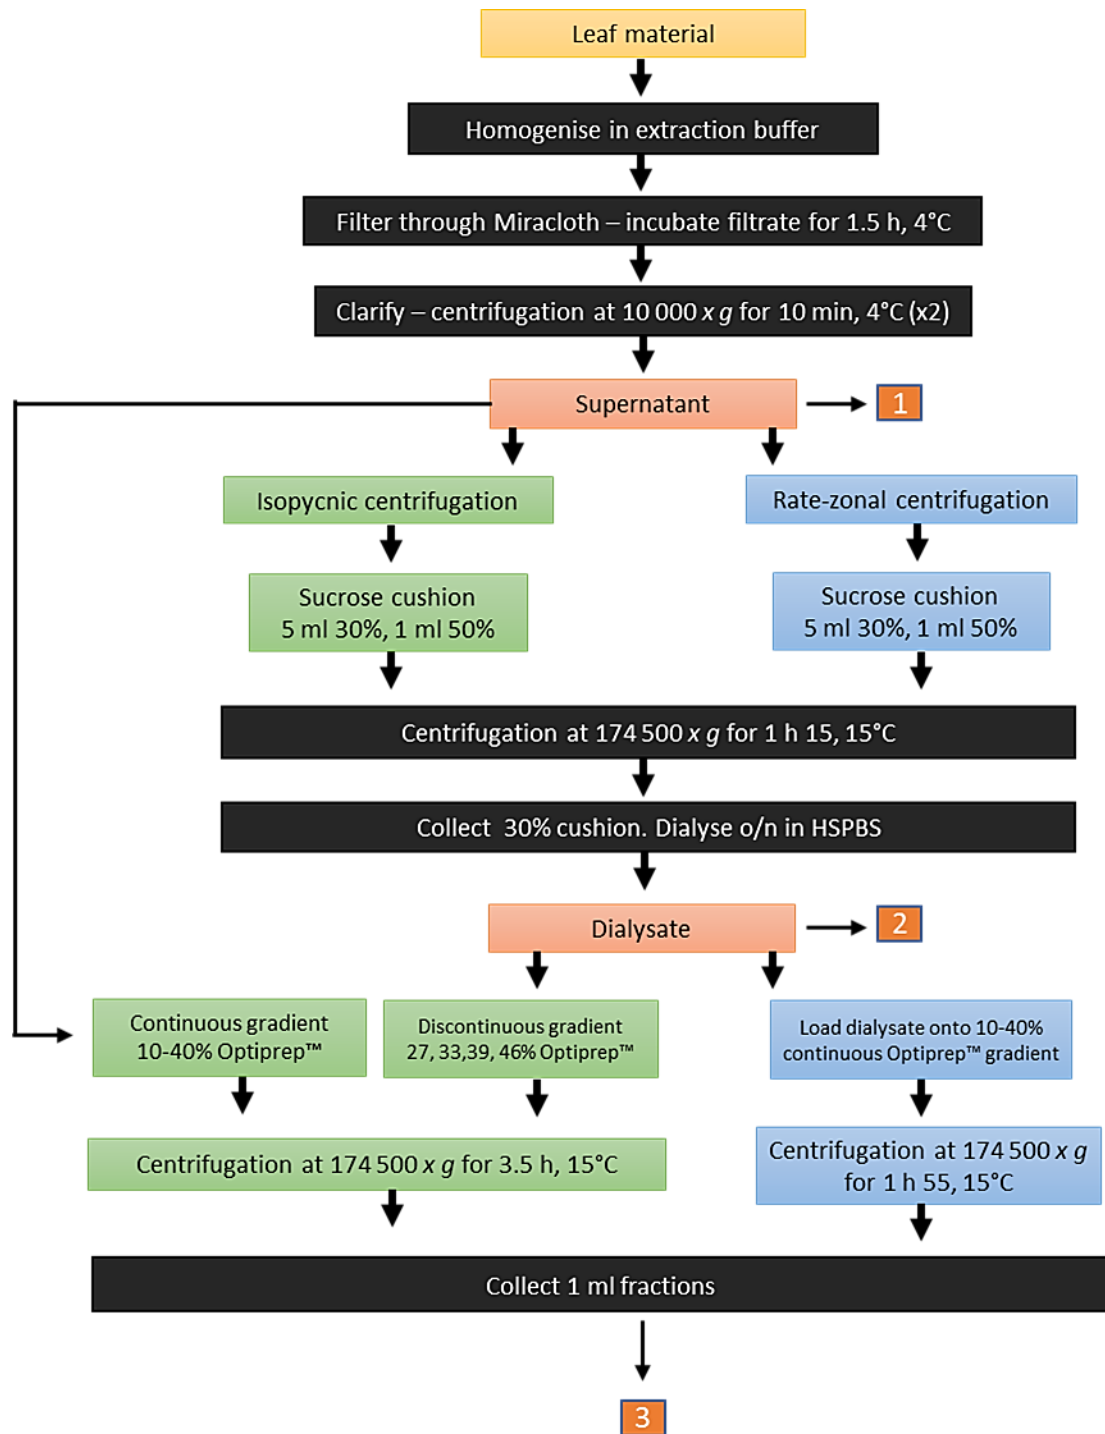 Leaf material
Homogenise in extraction buffer
Filter through Miracloth – incubate filtrate for 1.5 h, 4°C
Clarify – centrifugation at 10 000 x g for 10 min, 4°C (x2)
Supernatant
1
Isopycnic centrifugation
Rate-zonal centrifugation
Sucrose cushion
5 ml 30%, 1 ml 50%
Sucrose cushion
5 ml 30%, 1 ml 50%
Centrifugation at 174 500 x g for 1 h 15, 15°C
Collect 30% cushion. Dialyse o/n in HSPBS
Dialysate
2
Continuous gradient
10-40% Optiprep™
Discontinuous gradient
27, 33,39, 46% Optiprep™
Load dialysate onto 10-40%
continuous Optiprep™ gradient
Centrifugation at 174 500 x g for 3.5 h, 15°C
Centrifugation at 174 500 x g
for 1 h 55, 15°C
Collect 1 ml fractions
3